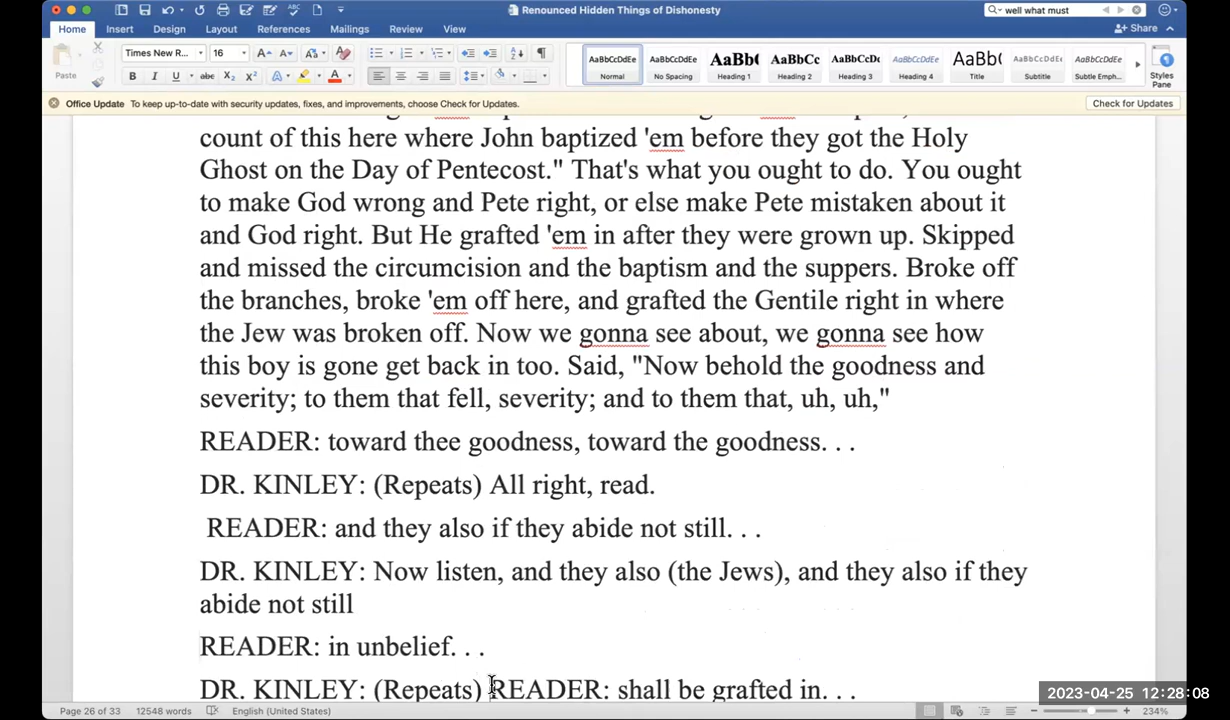 Renounced Hidden Things of Dishonesty
well what must
Home Insert Design Layout References Mailings Review View
Share
Paste
Times New R... 16
AaBbCcDdEe AaBbCcDdEe AaBb( AaBbCc AaBbCcE AaBbCcDdEe AaBbC AaBbCcDdEe AaBbCcDdEe
Normal No Spacing Heading 1 Heading 2 Heading 3 Heading 4 Title Subtitle Subtle Emph... Styles Pane
Office Update To keep up-to-date with security updates, fixes, and improvements, choose Check for Updates. Check for Updates
count of this here where John baptized 'em before they got the Holy
Ghost on the Day of Pentecost." That's what you ought to do. You ought
to make God wrong and Pete right, or else make Pete mistaken about it
and God right. But He grafted 'em in after they were grown up. Skipped
and missed the circumcision and the baptism and the suppers. Broke off
the branches, broke 'em off here, and grafted the Gentile right in where
the Jew was broken off. Now we gonna see about, we gonna see how
this boy is gone get back in too. Said, "Now behold the goodness and
severity; to them that fell, severity; and to them that, uh, uh,"
READER: toward thee goodness, toward the goodness. . .
DR. KINLEY: (Repeats) All right, read.
READER: and they also if they abide not still. . .
DR. KINLEY: Now listen, and they also (the Jews), and they also if they
abide not still
READER: in unbelief. . .
DR. KINLEY: (Repeats) READER: shall be grafted in. . .
2023-04-25 12:28:08
Page 26 of 33 12548 words English (United States) 234%